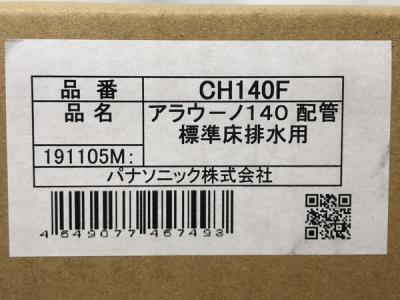 品番 CH140F
品名 アラウーノ140 配管
標準床排水用
191105M:
パナソニック株式会社
4549077467493